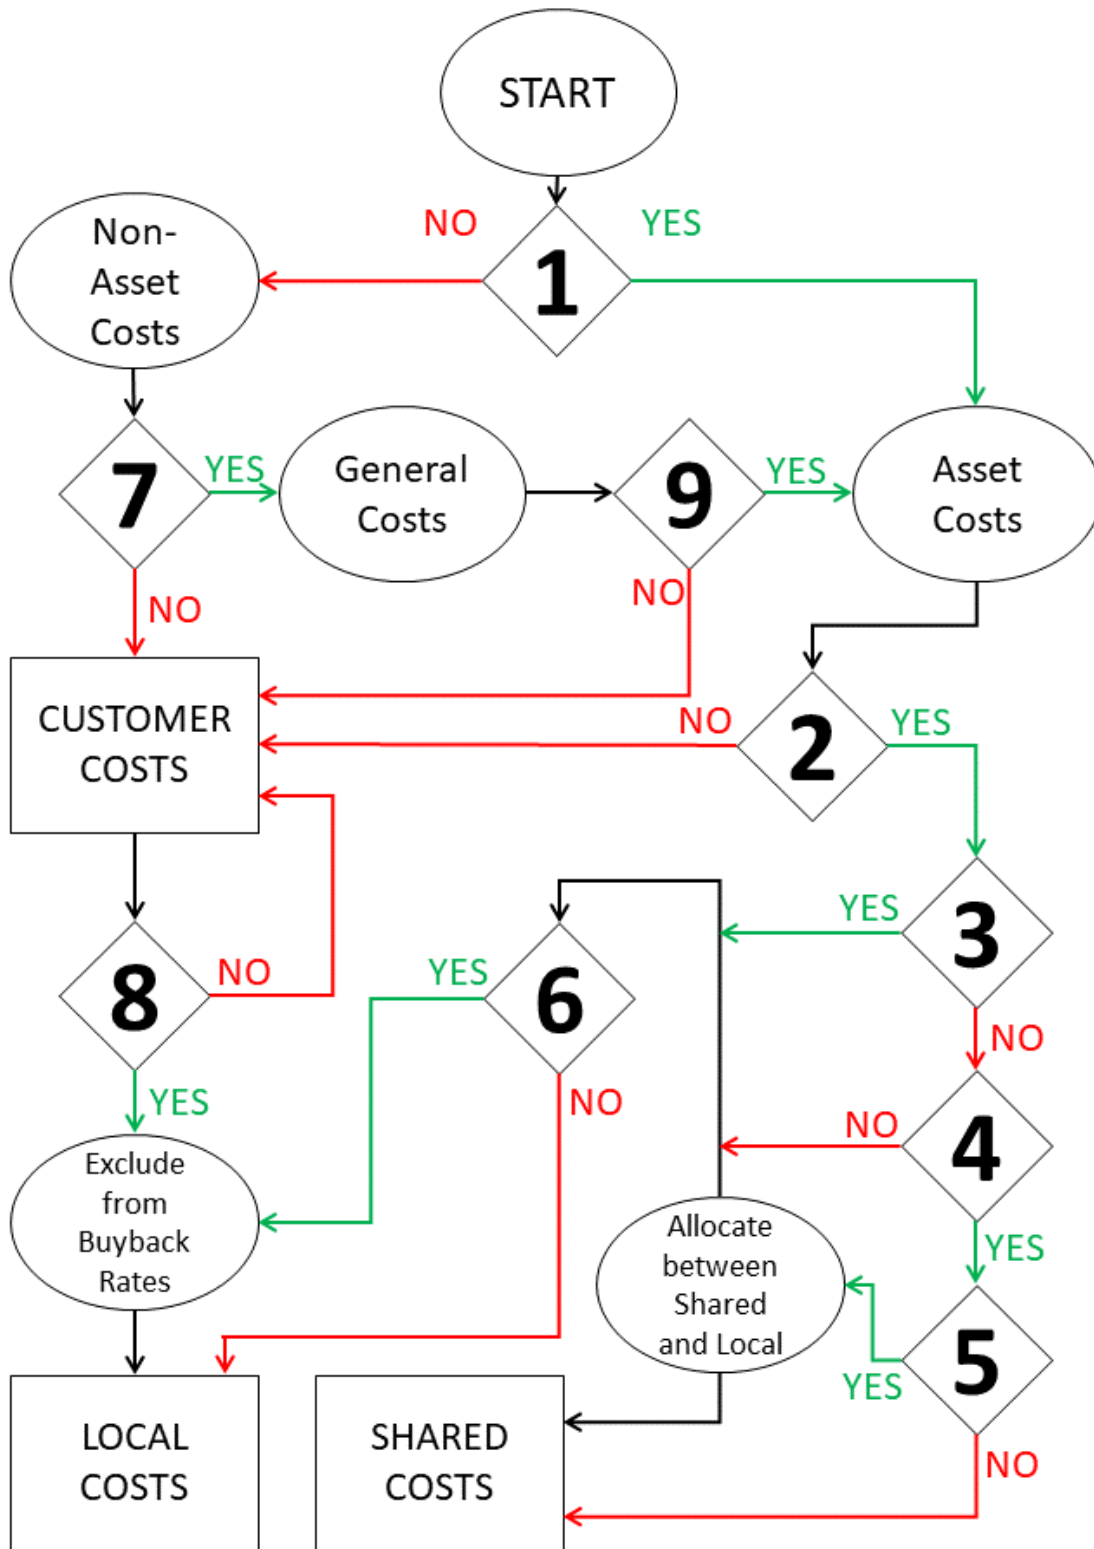 START
NO
YES
1
Non-
Asset
Costs
7
YES
General
Costs
9
YES
Asset
Costs
NO
NO
CUSTOMER
COSTS
NO
2
YES
YES
3
8
NO
YES
6
NO
YES
NO
NO
4
Exclude
from
Buyback
Rates
Allocate
between
Shared
and Local
YES
5
YES
LOCAL
COSTS
SHARED
COSTS
NO